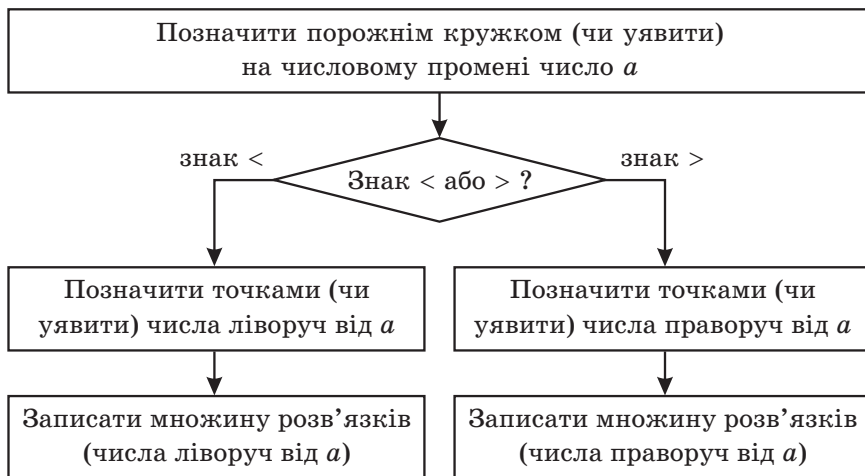 Позначити порожнім кружком (чи уявити)
на числовому промені число a
знак <
Знак < або > ?
знак >
Позначити точками (чи
уявити) числа ліворуч від a
Позначити точками (чи
уявити) числа праворуч від a
Записати множину розв’язків
(числа ліворуч від a)
Записати множину розв’язків
(числа праворуч від a)